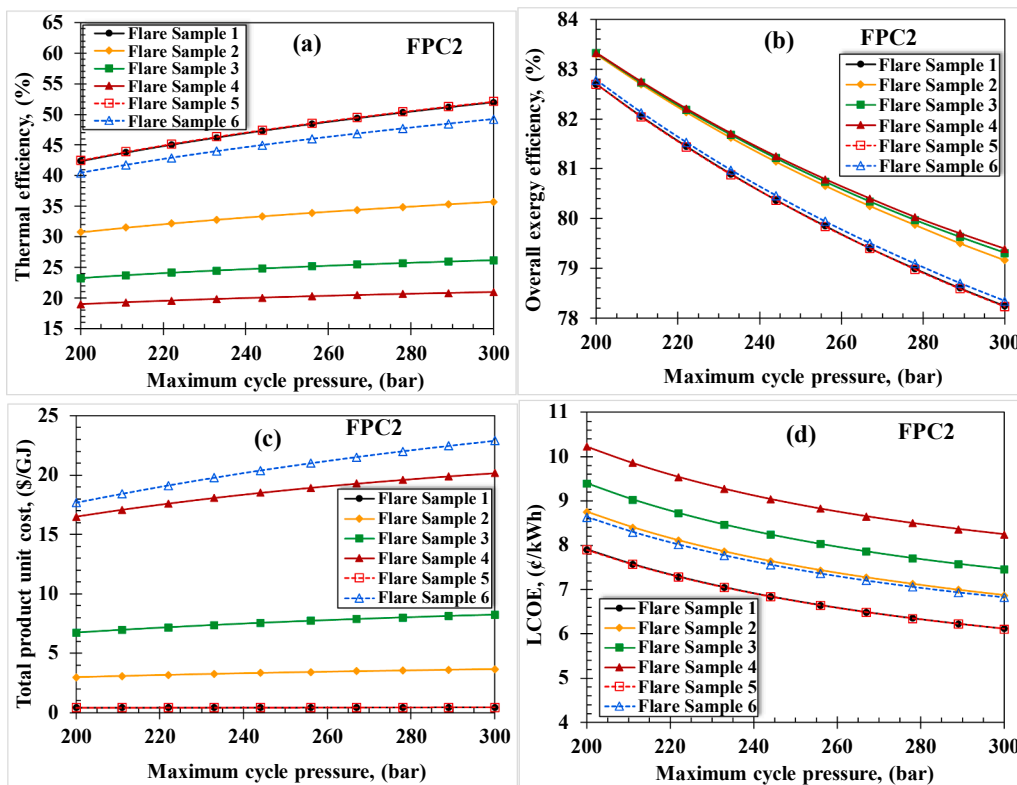 (a)
FPC2
Flare Sample 1
Flare Sample 2
Flare Sample 3
Flare Sample 4
Flare Sample 5
Flare Sample 6
Thermal efficiency, (%)
65
60
55
50
45
40
35
30
25
20
15
200 220 240 260 280 300
Maximum cycle pressure, (bar)
(b)
FPC2
Flare Sample 1
Flare Sample 2
Flare Sample 3
Flare Sample 4
Flare Sample 5
Flare Sample 6
Overall exergy efficiency, (%)
84
83
82
81
80
79
78
200 220 240 260 280 300
Maximum cycle pressure, (bar)
(c)
FPC2
Flare Sample 1
Flare Sample 2
Flare Sample 3
Flare Sample 4
Flare Sample 5
Flare Sample 6
Total product unit cost, ($/GJ)
25
20
15
10
5
0
200 220 240 260 280 300
Maximum cycle pressure, (bar)
(d)
FPC2
Flare Sample 1
Flare Sample 2
Flare Sample 3
Flare Sample 4
Flare Sample 5
Flare Sample 6
LCOE, (¢/kWh)
11
10
9
8
7
6
5
4
200 220 240 260 280 300
Maximum cycle pressure, (bar)